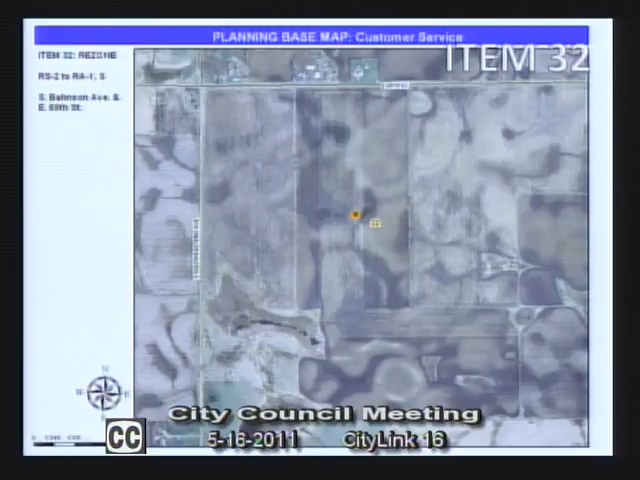 PLANNING BASE MAP: Customer Service
ITEM 32
ITEM 32: REZONE
RS-2 to RA-1, S
S. Bahnson Ave. &
E. 69th St.
City Council Meeting
CC
5-16-2011 CityLink 16